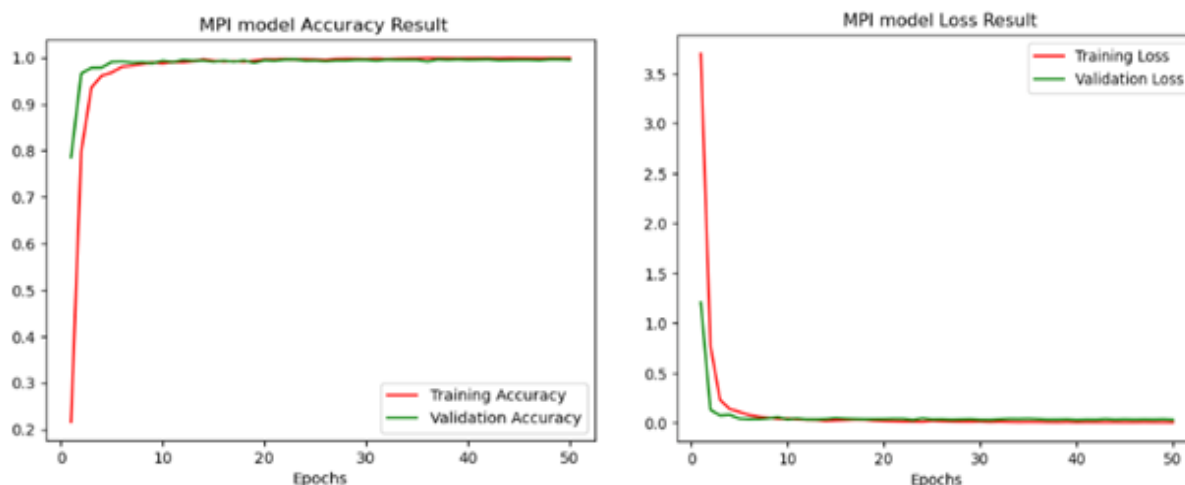 MPI model Accuracy Result
1.0
0.9
0.8
0.7
0.6
0.5
0.4
0.3
0.2
Training Accuracy
Validation Accuracy
0 10 20 30 40 50
Epochs
MPI model Loss Result
3.5
3.0
2.5
2.0
1.5
1.0
0.5
0.0
Training Loss
Validation Loss
0 10 20 30 40 50
Epochs